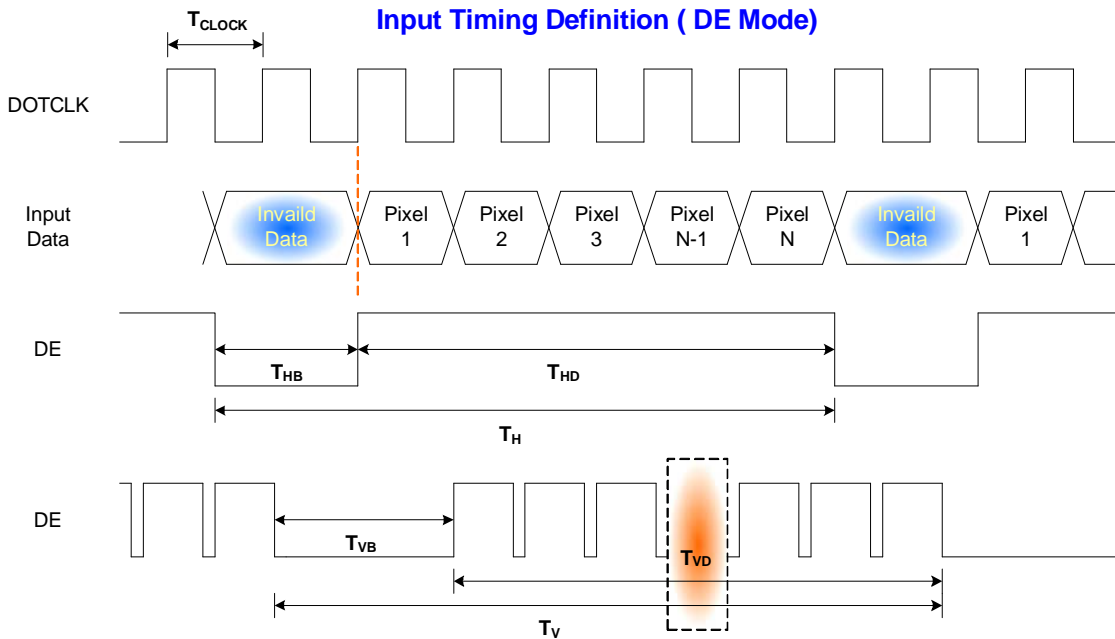 Input Timing Definition ( DE Mode)
TCLOCK
DOTCLK
Input
Data
Invaild
Data
Pixel
1
Pixel
2
Pixel
3
Pixel
N-1
Pixel
N
Invaild
Data
Pixel
1
DE
THB
THD
TH
DE
TVB
TVD
TV